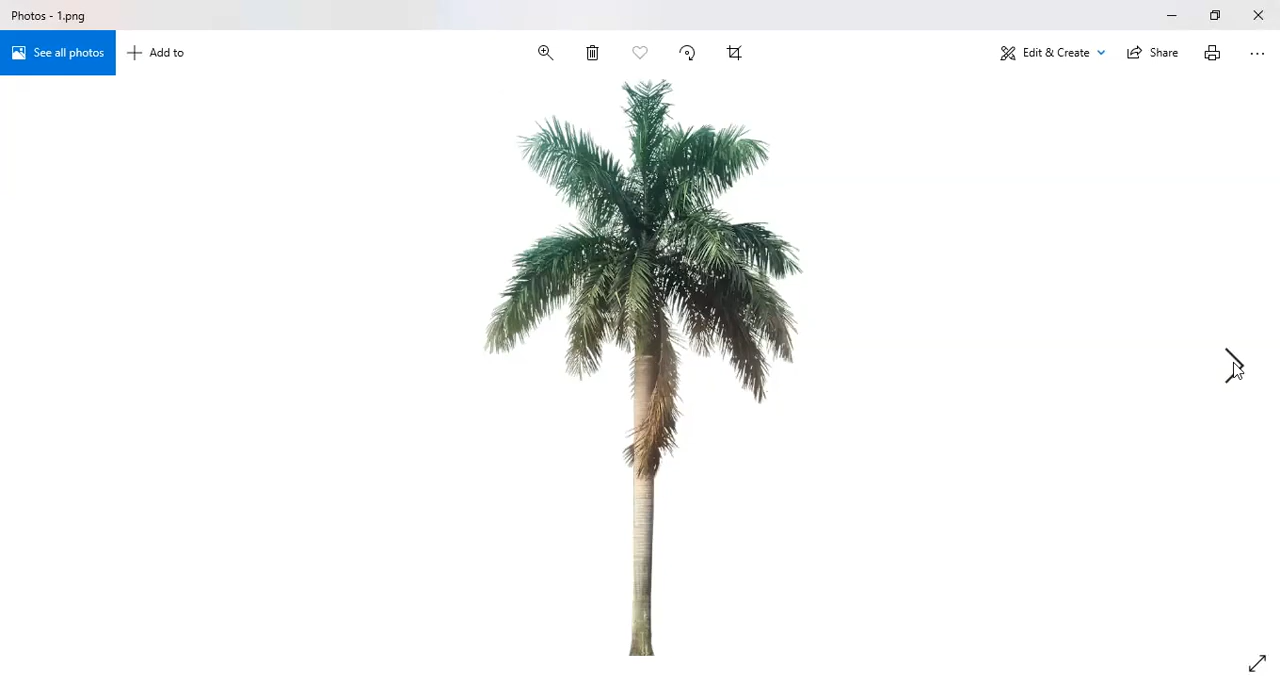 Photos - 1.png
See all photos
Add to
Edit & Create
Share